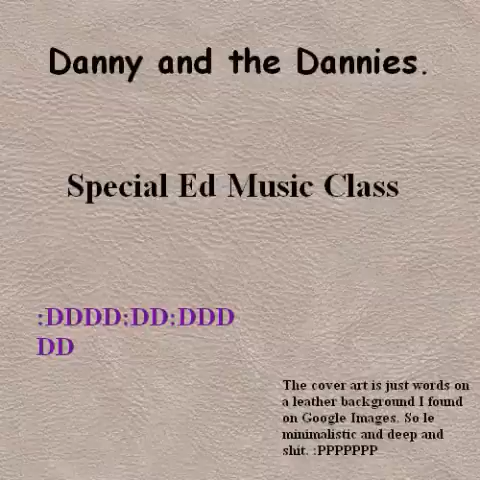 Danny and the Dannies.
Special Ed Music Class
:DDDD:DD:DDD
DD
The cover art is just words on
a leather background I found
on Google Images. So le
minimalistic and deep and
shit. :PPPPPPP